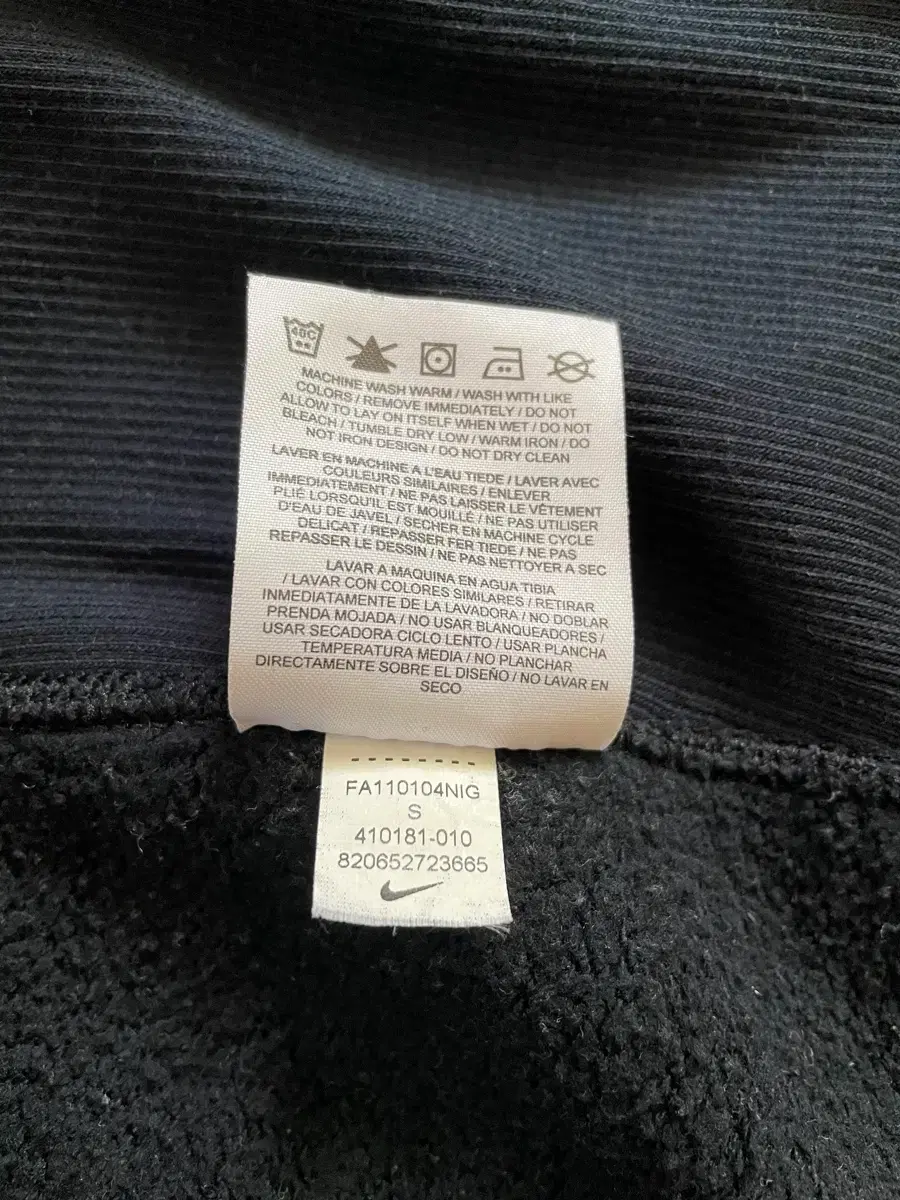 40C
MACHINE WASH WARM / WASH WITH LIKE
COLORS / REMOVE IMMEDIATELY / DO NOT
ALLOW TO LAY ON ITSELF WHEN WET / DO NOT
BLEACH / TUMBLE DRY LOW / WARM IRON / DO
NOT IRON DESIGN / DO NOT DRY CLEAN
LAVER EN MACHINE A L'EAU TIEDE / LAVER AVEC
COULEURS SIMILAIRES / ENLEVER
IMMEDIATEMENT / NE PAS LAISSER LE VÊTEMENT
PLIÉ LORSQU'IL EST MOUILLÉ / NE PAS UTILISER
D'EAU DE JAVEL / SECHER EN MACHINE CYCLE
DELICAT / REPASSER FER TIEDE / NE PAS
REPASSER LE DESSIN / NE PAS NETTOYER A SEC
LAVAR A MAQUINA EN AGUA TIBIA
/ LAVAR CON COLORES SIMILARES / RETIRAR
INMEDIATAMENTE DE LA LAVADORA / NO DOBLAR
PRENDA MOJADA / NO USAR BLANQUEADORES /
USAR SECADORA CICLO LENTO / USAR PLANCHA
TEMPERATURA MEDIA / NO PLANCHAR
DIRECTAMENTE SOBRE EL DISEÑO / NO LAVAR EN
SECO
FA110104NIG
S
410181-010
820652723665